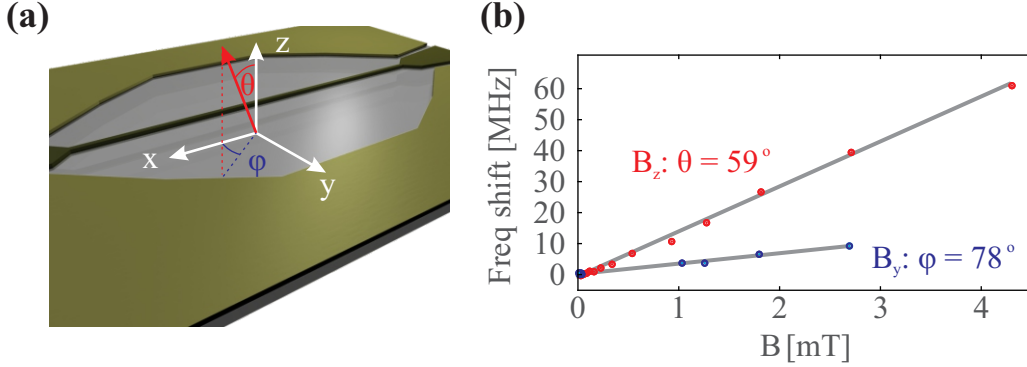 (a)
z
θ
x
φ
y
(b)
Freq shift [MHz]
60
50
40
30
20
10
0
B_z: θ = 59°
B_y: φ = 78°
0
1
2
3
4
B [mT]